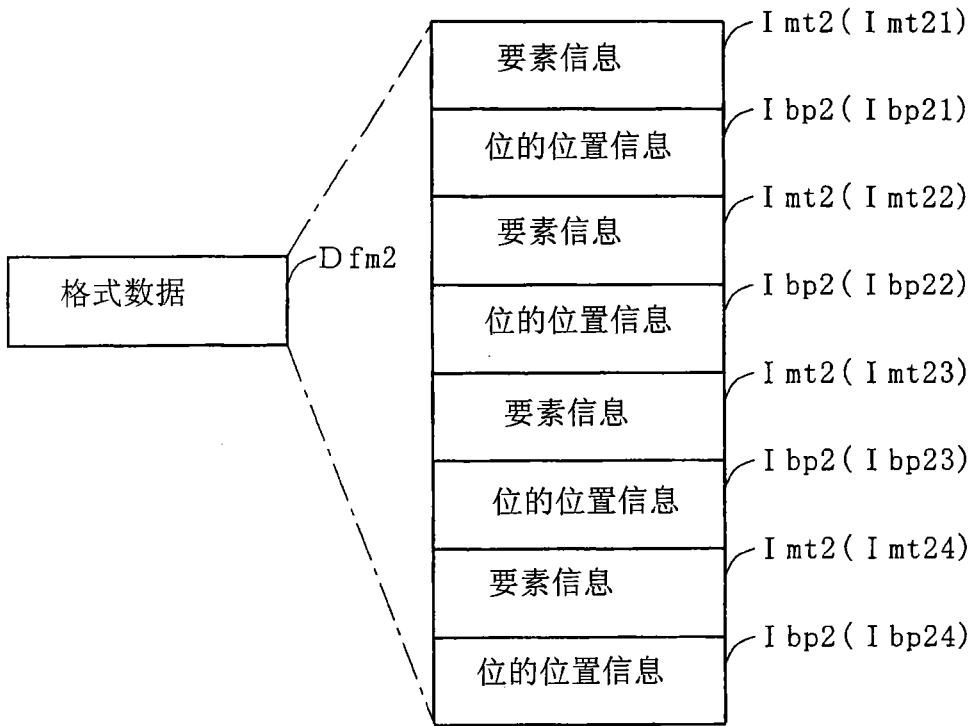 要素信息 Imt2(Imt21)
位的位置信息 Ibp2(Ibp21)
要素信息 Imt2(Imt22)
格式数据 Dfm2
位的位置信息 Ibp2(Ibp22)
要素信息 Imt2(Imt23)
位的位置信息 Ibp2(Ibp23)
要素信息 Imt2(Imt24)
位的位置信息 Ibp2(Ibp24)